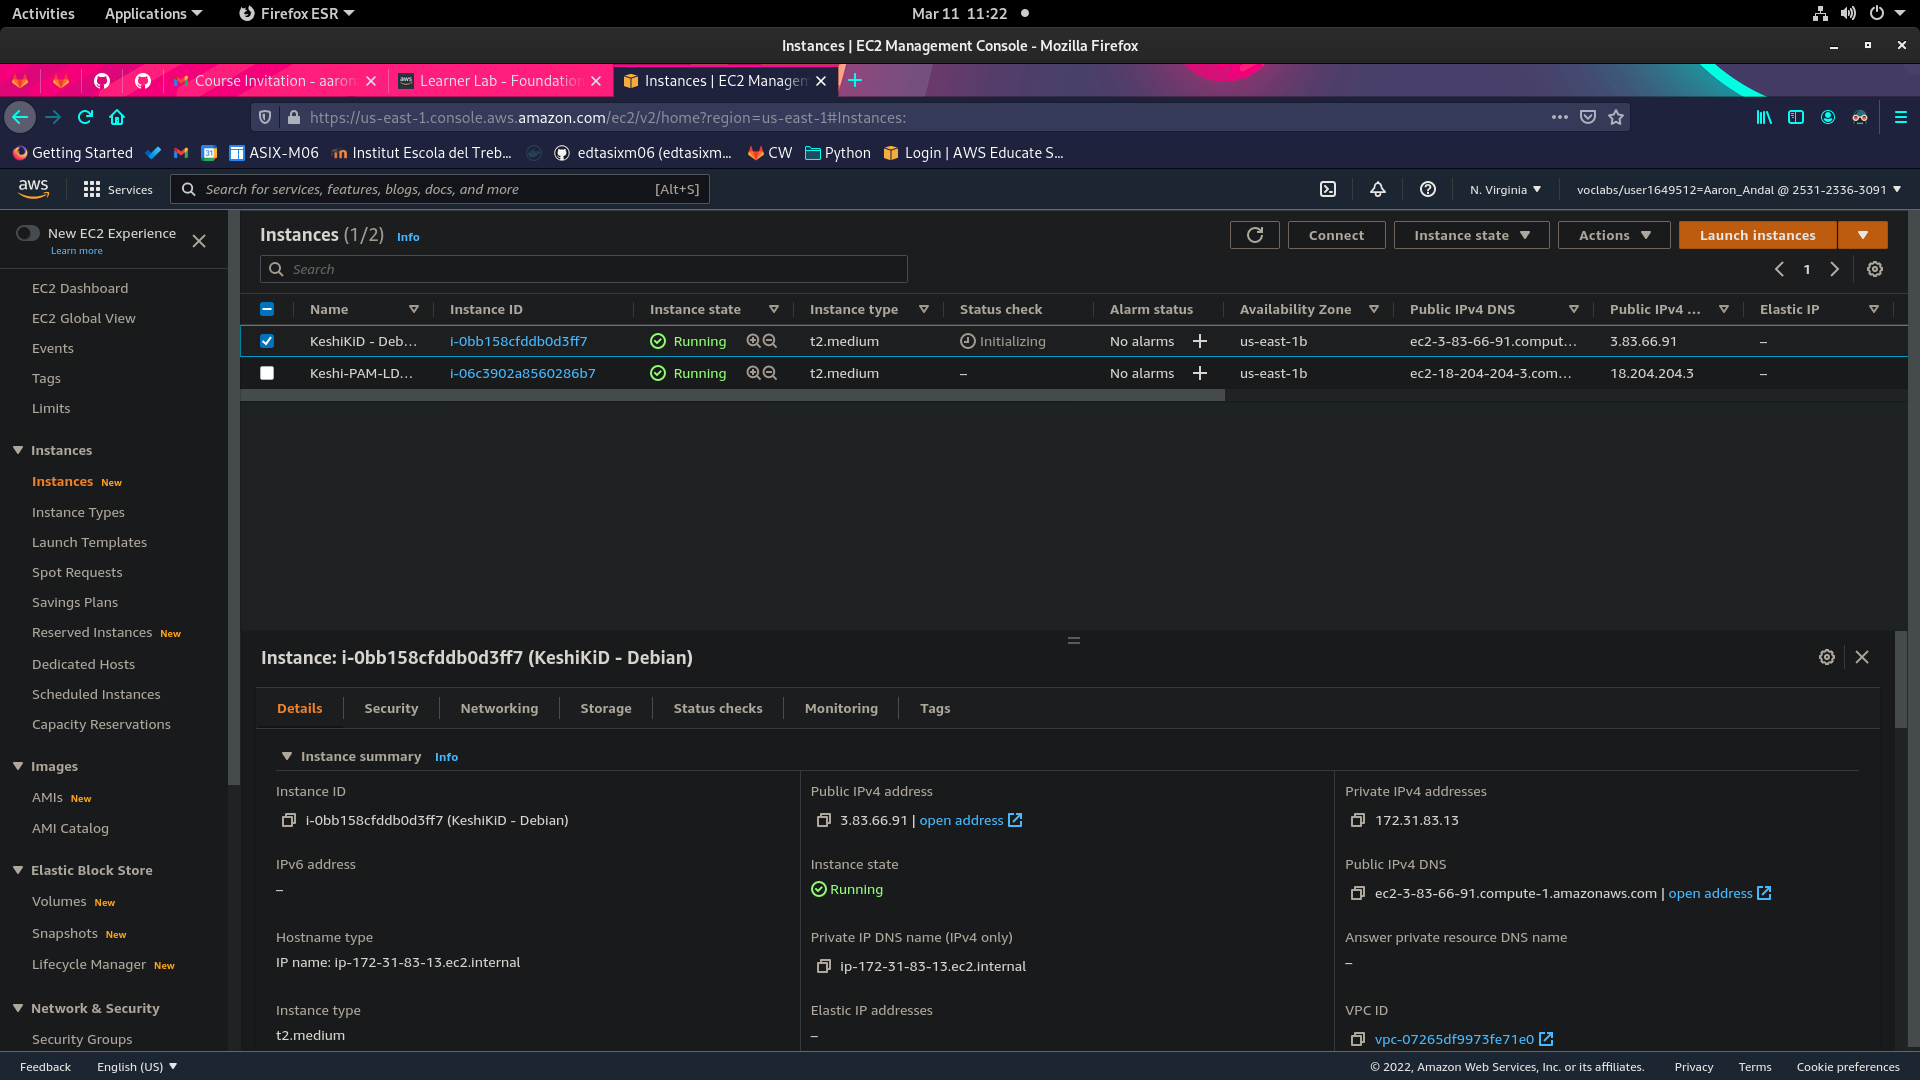 Activities Applications Firefox ESR Mar 11 11:22
Instances | EC2 Management Console - Mozilla Firefox
Course Invitation - aaron Learner Lab - Foundation Instances | EC2 Manage
https://us-east-1.console.aws.amazon.com/ec2/v2/home?region=us-east-1#Instances:
Getting Started ASIX-M06 Institut Escola del Treb… edtasixm06 (edtasixm… CW Python Login | AWS Educate S…
aws Services Search for services, features, blogs, docs, and more [Alt+S] N. Virginia voclabs/user1649512=Aaron_Andal @ 2531-2336-3091
New EC2 Experience
Learn more
EC2 Dashboard
EC2 Global View
Events
Tags
Limits
Instances
Instances New
Instance Types
Launch Templates
Spot Requests
Savings Plans
Reserved Instances New
Dedicated Hosts
Scheduled Instances
Capacity Reservations
Images
AMIs New
AMI Catalog
Elastic Block Store
Volumes New
Snapshots New
Lifecycle Manager New
Network & Security
Security Groups
Instances (1/2) Info Connect Instance state Actions Launch instances
Search 1
Name Instance ID Instance state Instance type Status check Alarm status Availability Zone Public IPv4 DNS Public IPv4 ... Elastic IP
KeshiKiD - Deb… i-0bb158cfddb0d3ff7 Running t2.medium Initializing No alarms us-east-1b ec2-3-83-66-91.comput… 3.83.66.91 –
Keshi-PAM-LD… i-06c3902a8560286b7 Running t2.medium – No alarms us-east-1b ec2-18-204-204-3.com… 18.204.204.3 –
Instance: i-0bb158cfddb0d3ff7 (KeshiKiD - Debian)
Details Security Networking Storage Status checks Monitoring Tags
Instance summary Info
Instance ID Public IPv4 address Private IPv4 addresses
i-0bb158cfddb0d3ff7 (KeshiKiD - Debian) 3.83.66.91 | open address 172.31.83.13
IPv6 address Instance state Public IPv4 DNS
– Running ec2-3-83-66-91.compute-1.amazonaws.com | open address
Hostname type Private IP DNS name (IPv4 only) Answer private resource DNS name
IP name: ip-172-31-83-13.ec2.internal ip-172-31-83-13.ec2.internal –
Instance type Elastic IP addresses VPC ID
t2.medium – vpc-07265df9973fe71e0
Feedback English (US) © 2022, Amazon Web Services, Inc. or its affiliates. Privacy Terms Cookie preferences